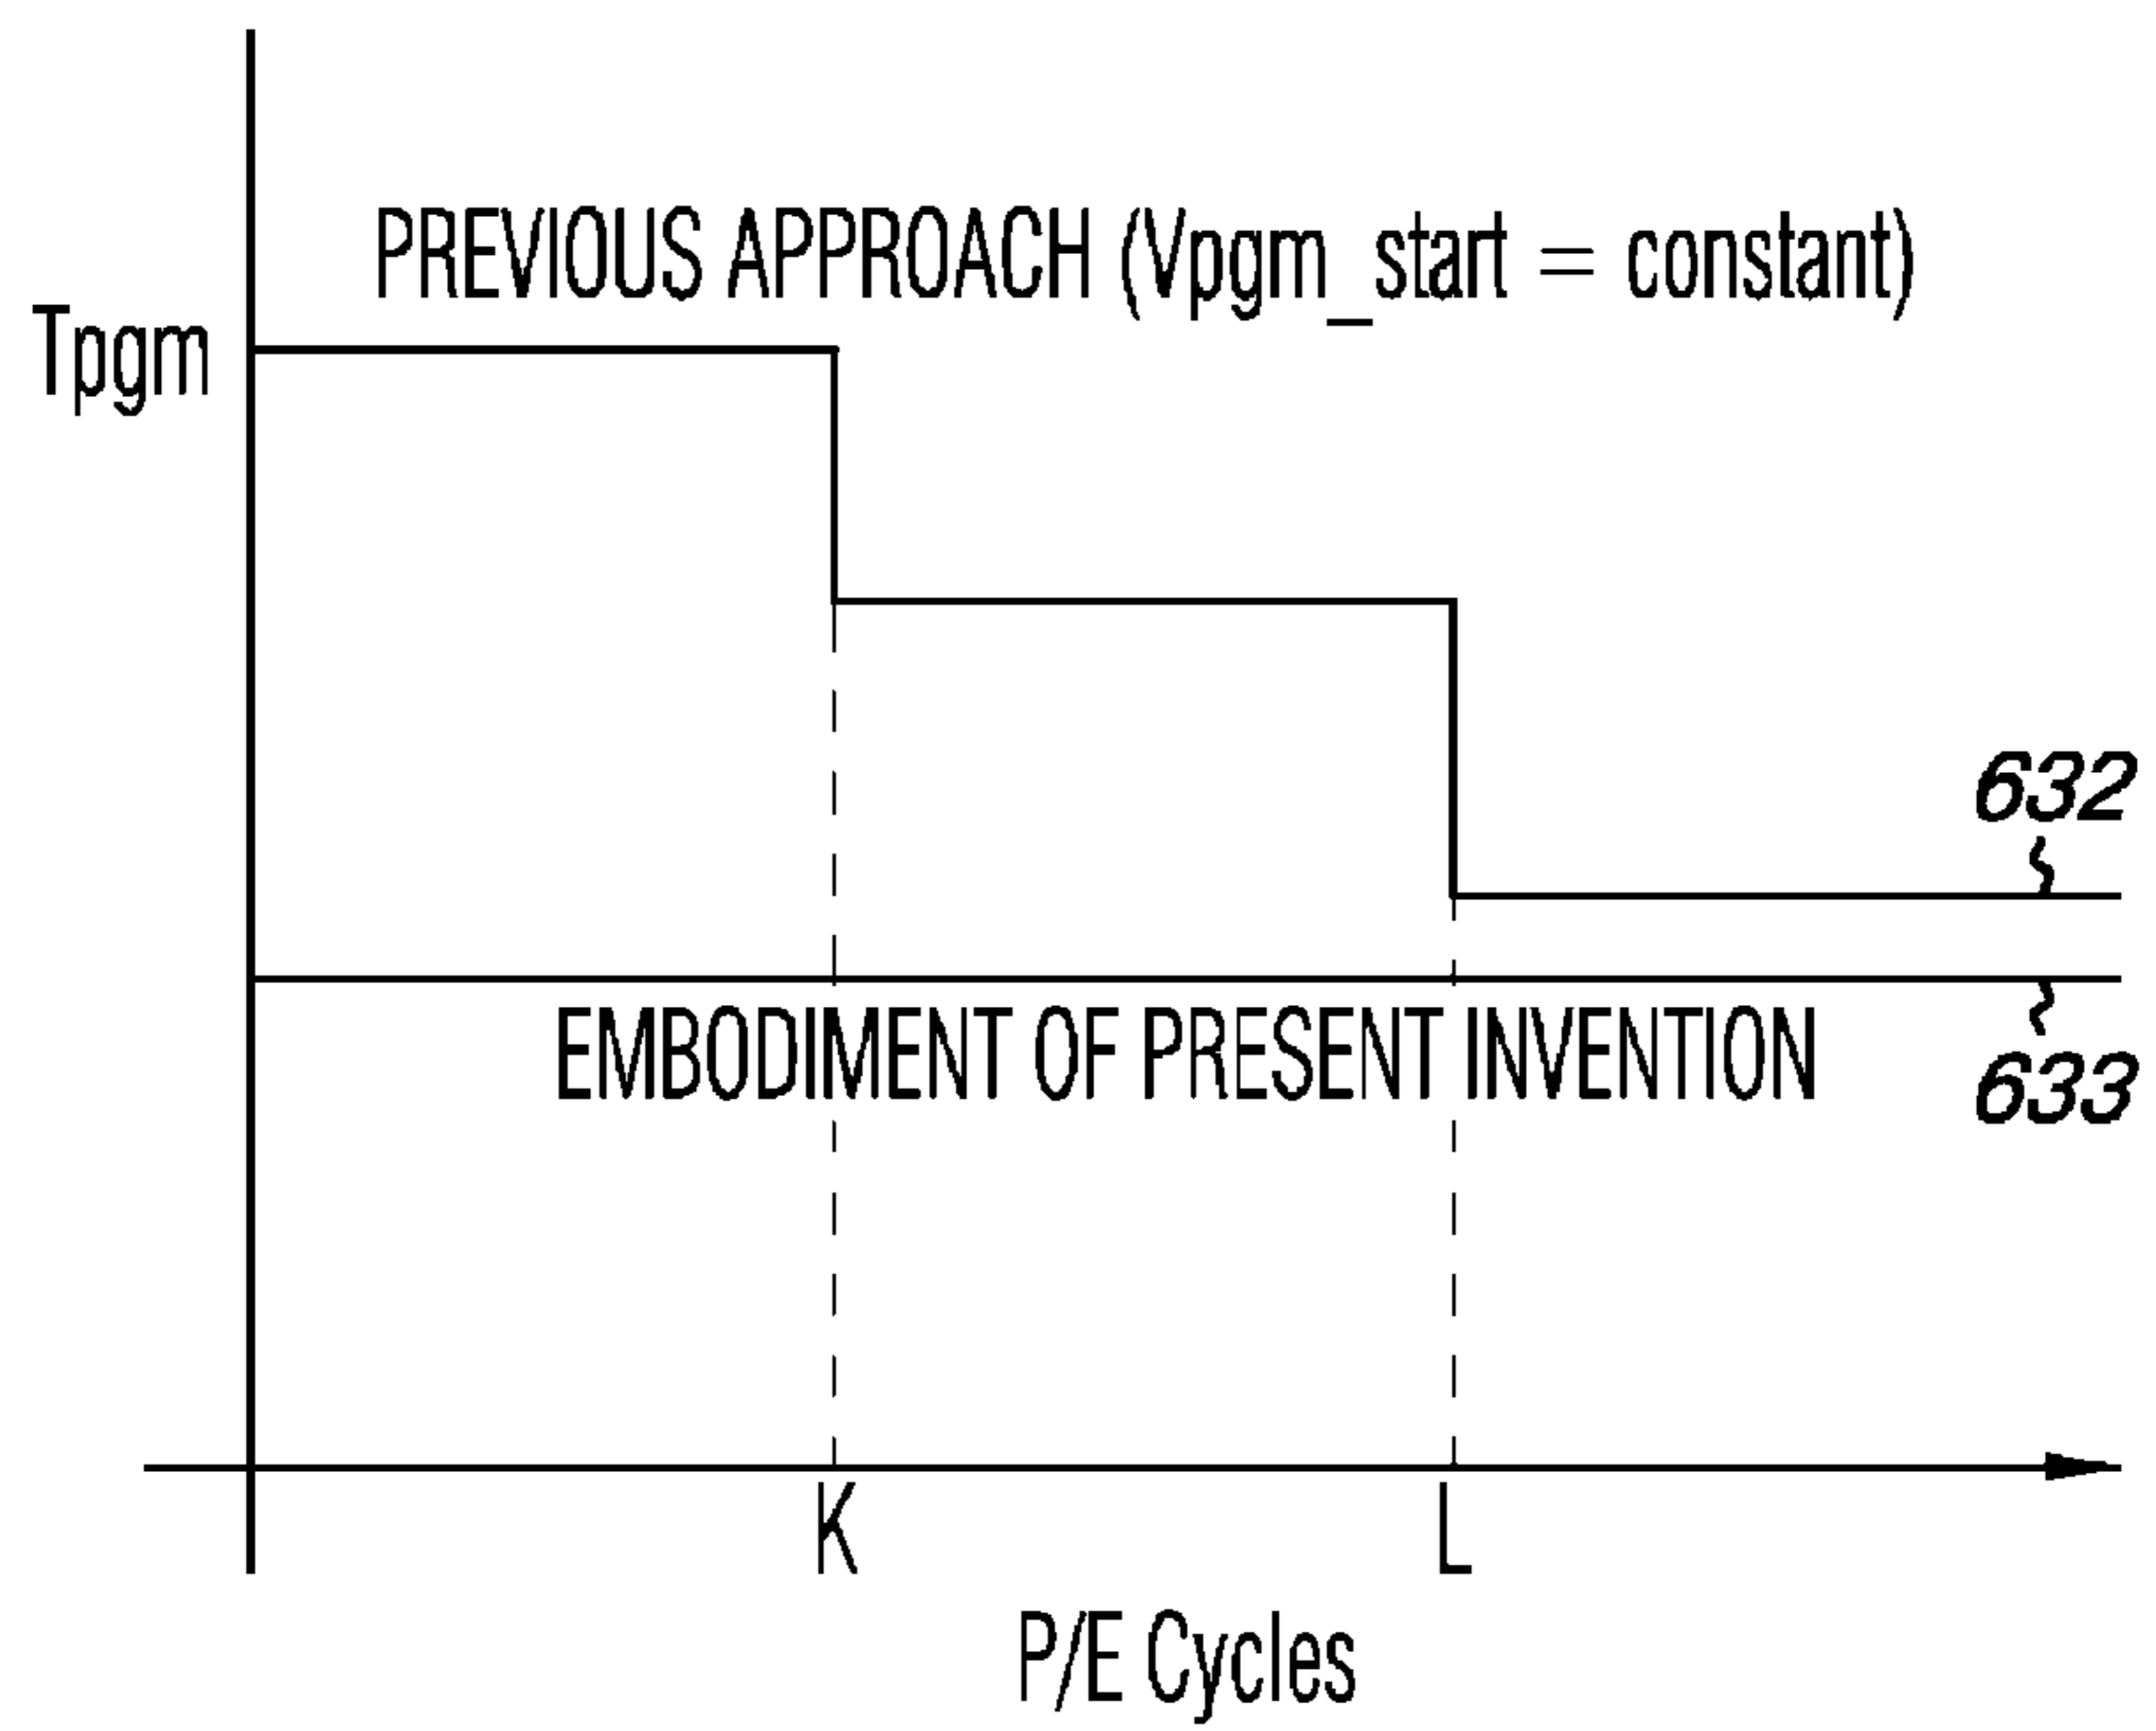 PREVIOUS APPROACH (Vpgm_start = constant)
Tpgm
632
EMBODIMENT OF PRESENT INVENTION
633
K
L
P/E Cycles